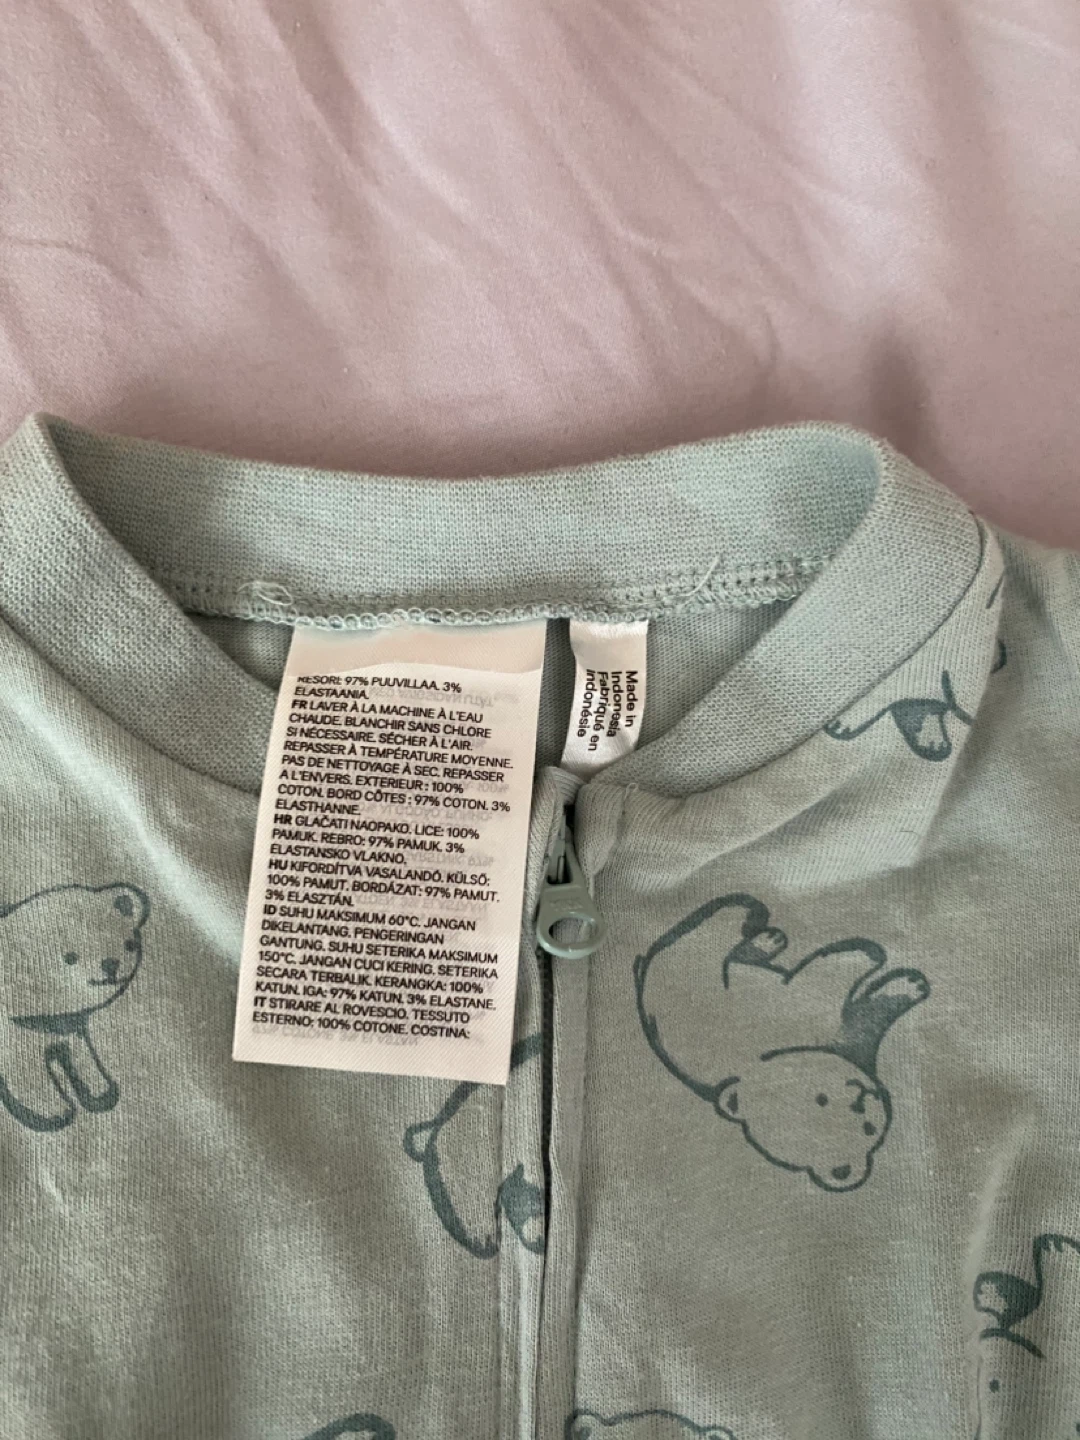 RESORI: 97% PUUVILLAA. 3%
ELASTAANIA.
FR LAVER À LA MACHINE À L'EAU
CHAUDE. BLANCHIR SANS CHLORE
SI NÉCESSAIRE. SÉCHER À L'AIR.
REPASSER À TEMPÉRATURE MOYENNE.
PAS DE NETTOYAGE À SEC. REPASSER
A L'ENVERS. EXTERIEUR : 100%
COTON. BORD CÔTES : 97% COTON. 3%
ELASTHANNE.
HR GLAČATI NAOPAKO. LICE: 100%
PAMUK. REBRO: 97% PAMUK. 3%
ELASTANSKO VLAKNO.
HU KIFORDÍTVA VASALANDÓ. KÜLSŐ:
100% PAMUT. BORDÁZAT: 97% PAMUT.
3% ELASZTÁN.
ID SUHU MAKSIMUM 60°C. JANGAN
DIKELANTANG. PENGERINGAN
GANTUNG. SUHU SETERIKA MAKSIMUM
150°C. JANGAN CUCI KERING. SETERIKA
SECARA TERBALIK. KERANGKA: 100%
KATUN. IGA: 97% KATUN. 3% ELASTANE.
IT STIRARE AL ROVESCIO. TESSUTO
ESTERNO: 100% COTONE. COSTINA:
Made in
Indonesia
Fabriqué en
Indonésie